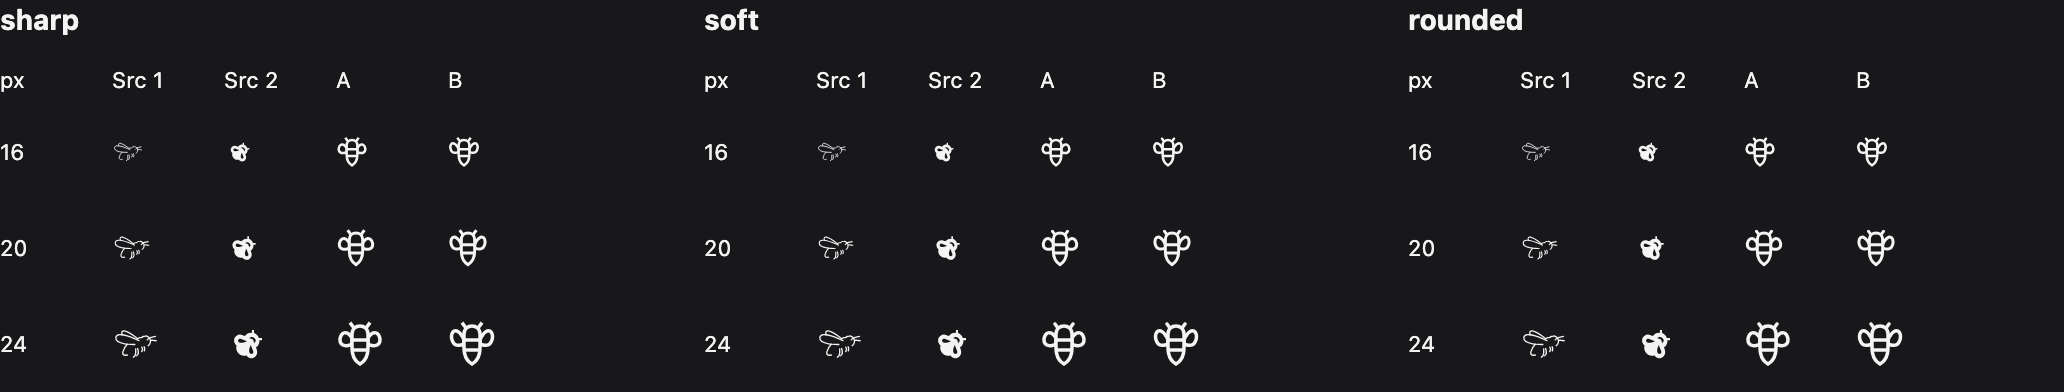 sharp soft rounded
px Src 1 Src 2 A B px Src 1 Src 2 A B px Src 1 Src 2 A B
16 16 16
20 20 20
24 24 24